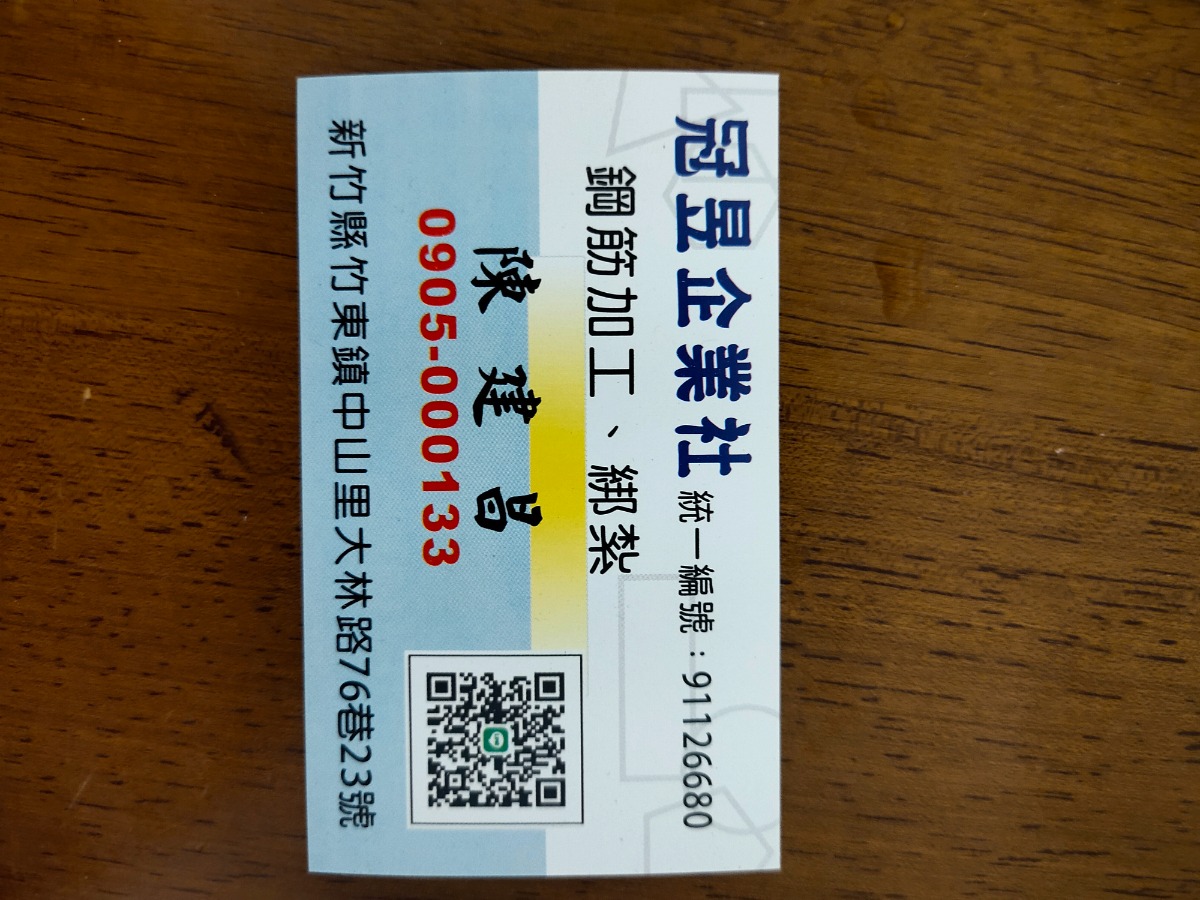 冠昱企業社 統一編號：91126680
鋼筋加工、綁紮
陳建昌
0905-000133
新竹縣竹東鎮中山里大林路76巷23號